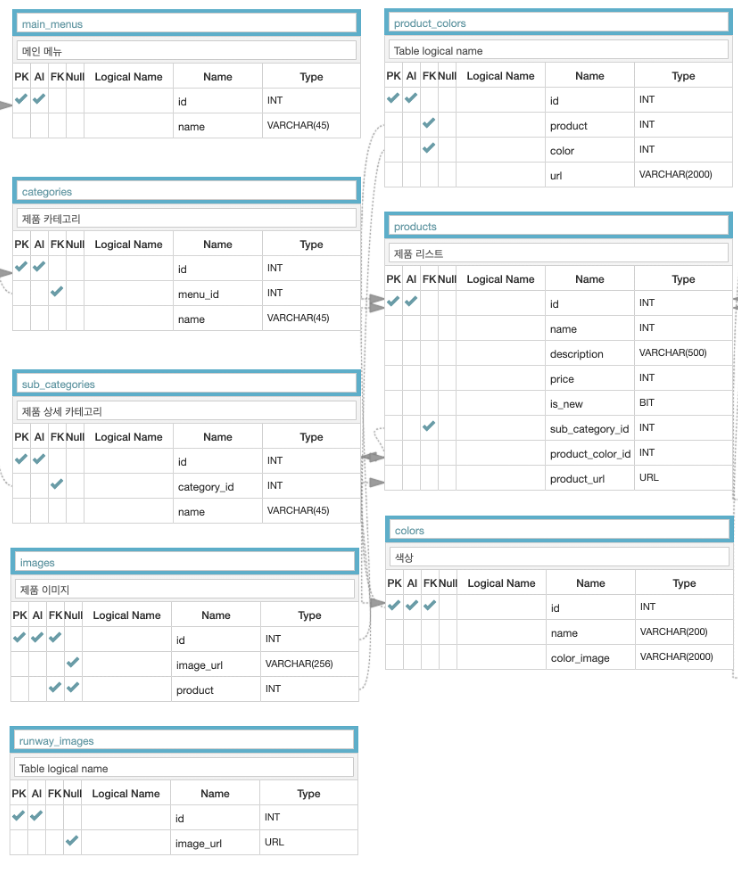 main_menus
메인 메뉴
PK AI FK Null Logical Name Name Type
id INT
name VARCHAR(45)
categories
제품 카테고리
PK AI FK Null Logical Name Name Type
id INT
menu_id INT
name VARCHAR(45)
sub_categories
제품 상세 카테고리
PK AI FK Null Logical Name Name Type
id INT
category_id INT
name VARCHAR(45)
images
제품 이미지
PK AI FK Null Logical Name Name Type
id INT
image_url VARCHAR(256)
product INT
runway_images
Table logical name
PK AI FK Null Logical Name Name Type
id INT
image_url URL
product_colors
Table logical name
PK AI FK Null Logical Name Name Type
id INT
product INT
color INT
url VARCHAR(2000)
products
제품 리스트
PK AI FK Null Logical Name Name Type
id INT
name INT
description VARCHAR(500)
price INT
is_new BIT
sub_category_id INT
product_color_id INT
product_url URL
colors
색상
PK AI FK Null Logical Name Name Type
id INT
name VARCHAR(200)
color_image VARCHAR(2000)